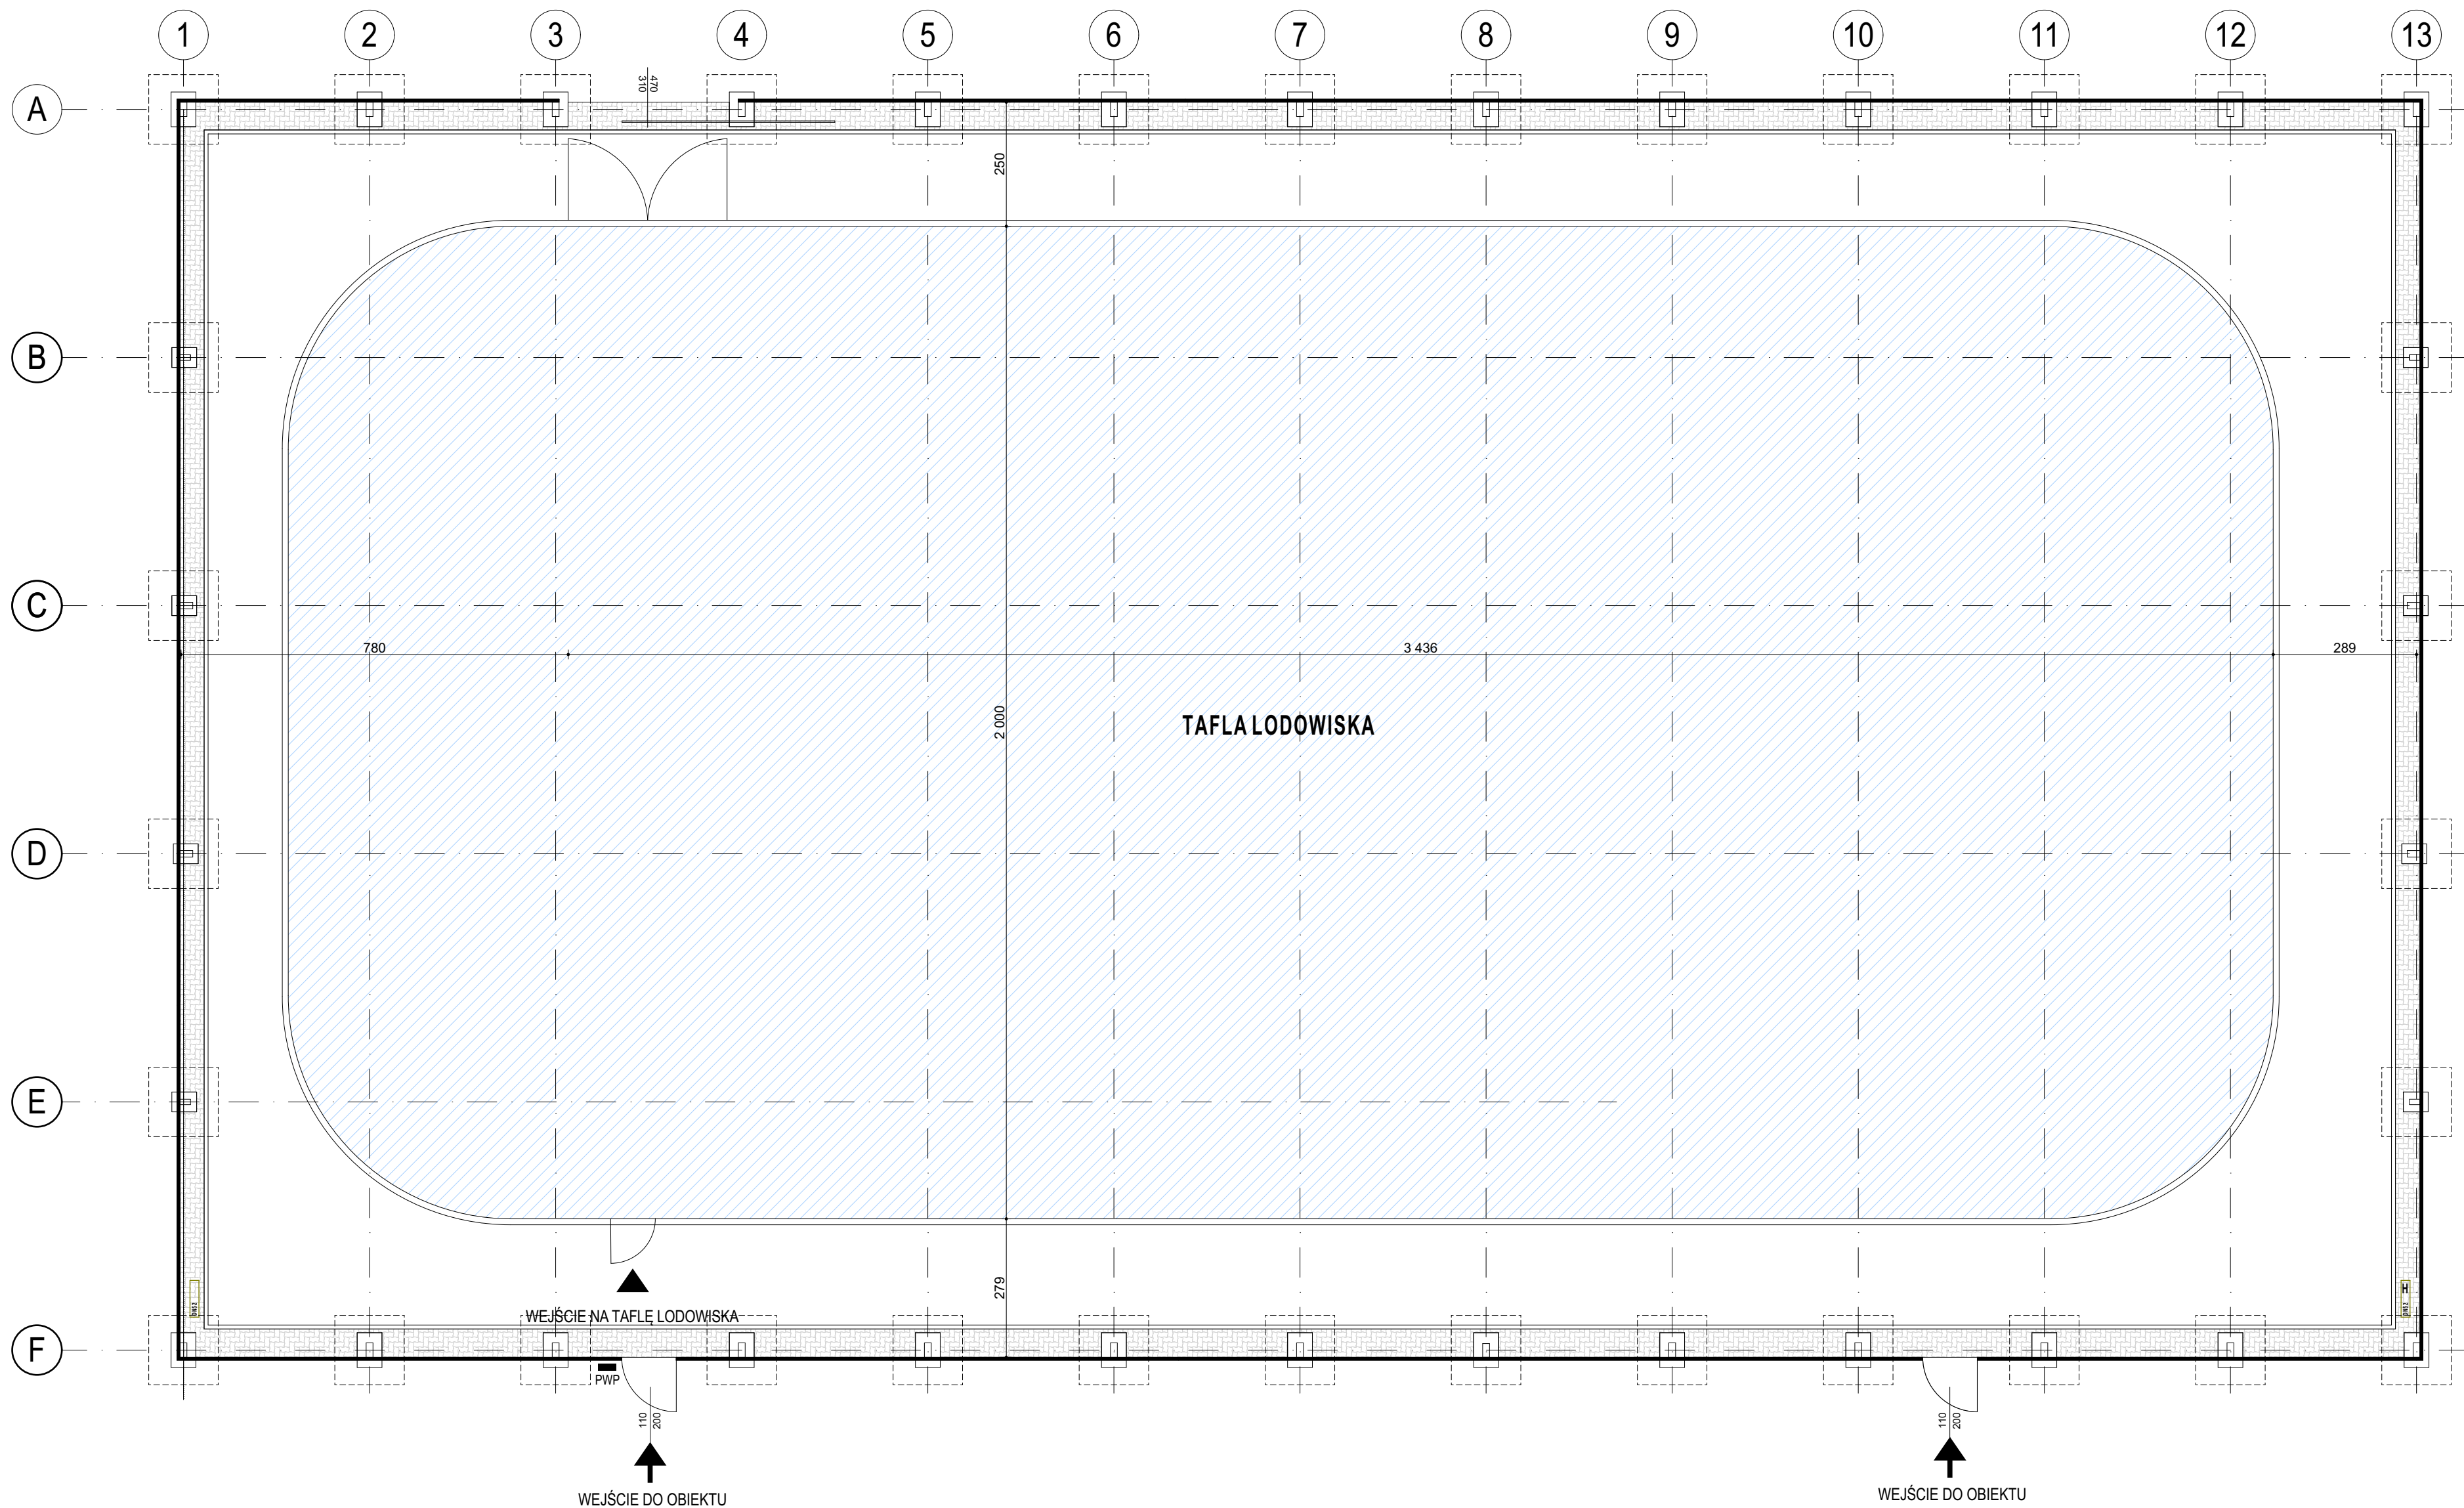 1 2 3 4 5 6 7 8 9 10 11 12 13
A
470
310
250
B
C
780
3 436
289
2 000
TAFLA LODOWISKA
D
E
279
H
DN52
DN52
WEJŚCIE NA TAFLĘ LODOWISKA
F
PWP
110
200
110
200
WEJŚCIE DO OBIEKTU
WEJŚCIE DO OBIEKTU